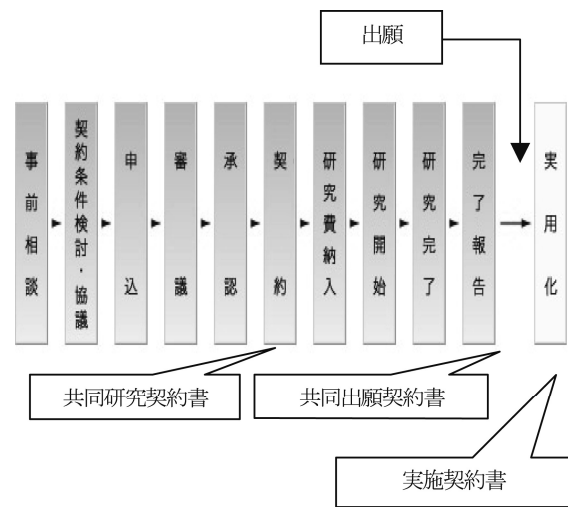 出願
事前相談
契約条件検討・協議
申込
審議
承認
契約
研究費納入
研究開始
研究完了
完了報告
実用化
共同研究契約書
共同出願契約書
実施契約書